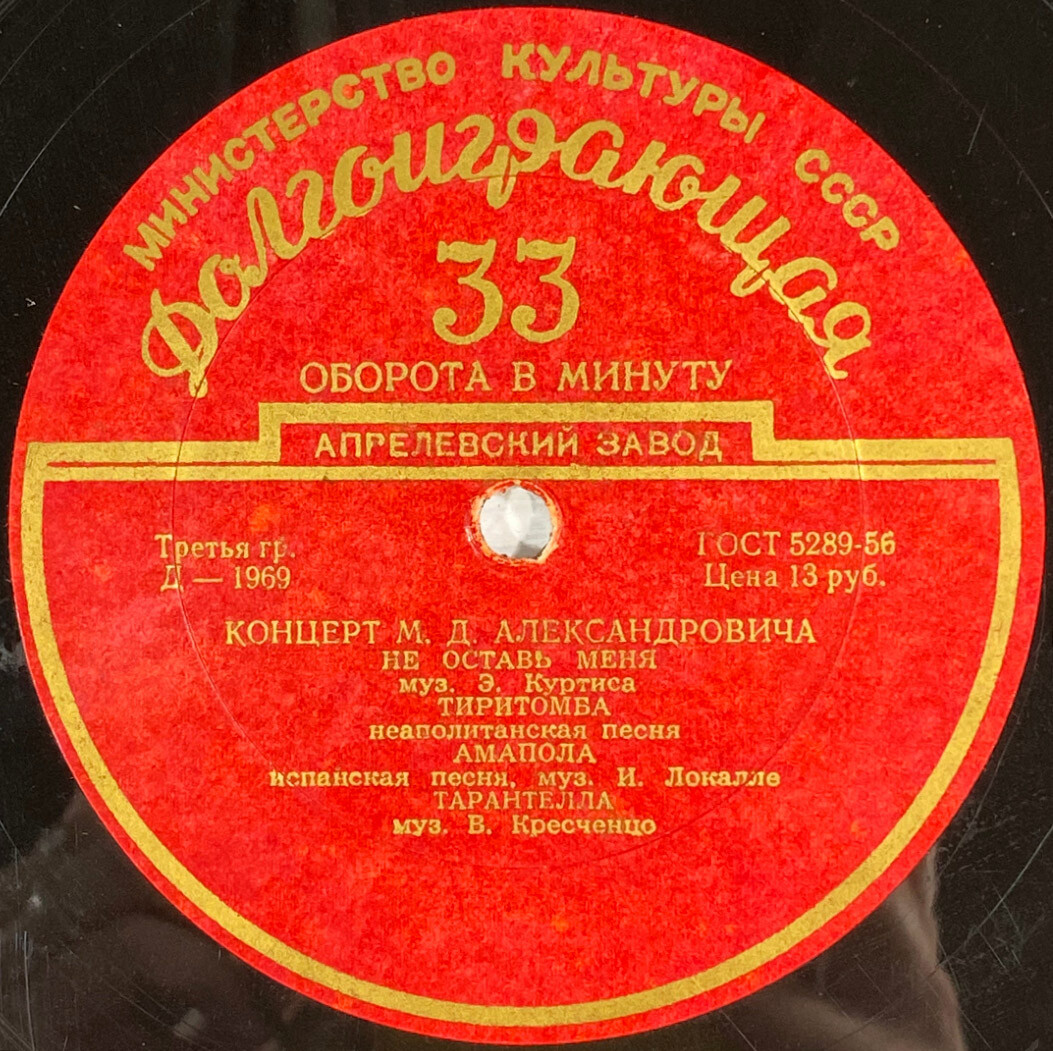 МИНИСТЕРСТВО КУЛЬТУРЫ СССР
Долгоиграющая
33
ОБОРОТА В МИНУТУ
АПРЕЛЕВСКИЙ ЗАВОД
Третья гр.
Д — 1969
ГОСТ 5289-56
Цена 13 руб.
КОНЦЕРТ М. Д. АЛЕКСАНДРОВИЧА
НЕ ОСТАВЬ МЕНЯ
муз. Э. Куртиса
ТИРИТОМБА
неаполитанская песня
АМАПОЛА
испанская песня, муз. И. Локалле
ТАРАНТЕЛЛА
муз. В. Кресченцо